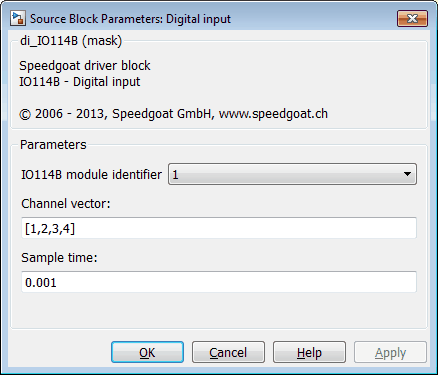 Source Block Parameters: Digital input
di_IO114B (mask)
Speedgoat driver block
IO114B - Digital input
© 2006 - 2013, Speedgoat GmbH, www.speedgoat.ch
Parameters
IO114B module identifier 1
Channel vector:
[1,2,3,4]
Sample time:
0.001
OK Cancel Help Apply